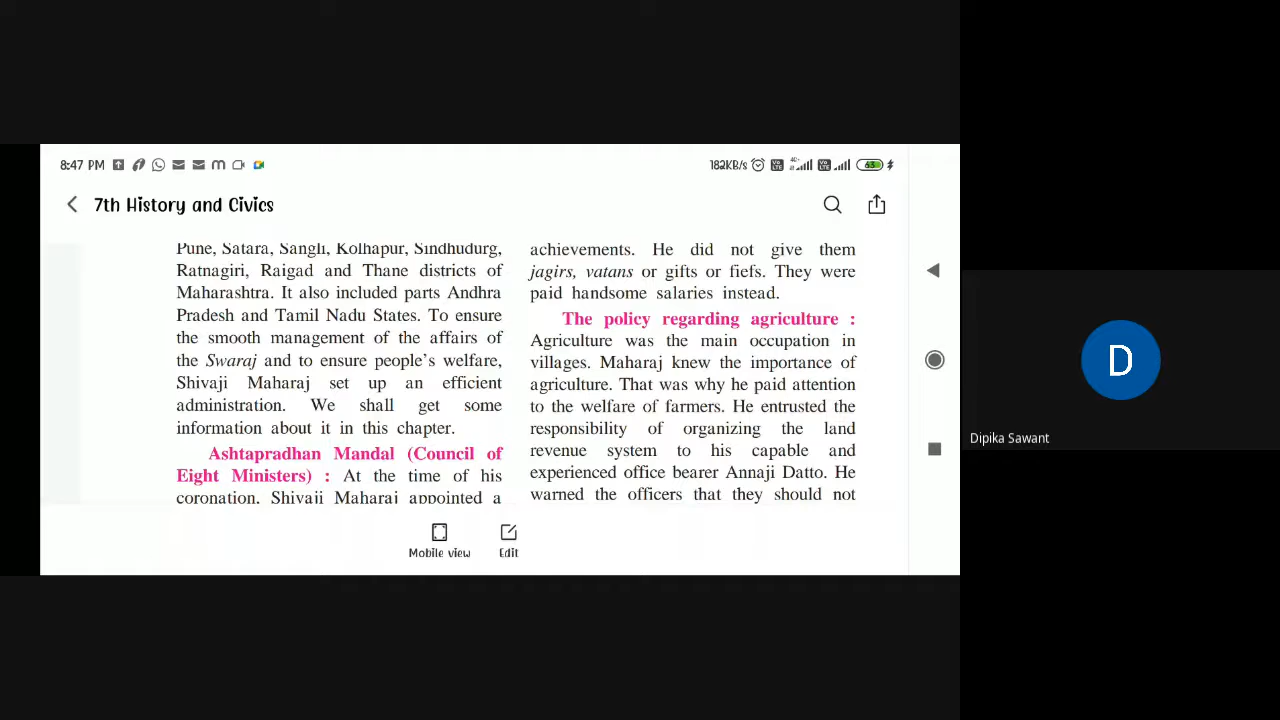 8:47 PM
182KB/s
63
7th History and Civics
Pune, Satara, Sangli, Kolhapur, Sindhudurg,
Ratnagiri, Raigad and Thane districts of
Maharashtra. It also included parts Andhra
Pradesh and Tamil Nadu States. To ensure
the smooth management of the affairs of
the Swaraj and to ensure people's welfare,
Shivaji Maharaj set up an efficient
administration. We shall get some
information about it in this chapter.
Ashtapradhan Mandal (Council of
Eight Ministers) : At the time of his
coronation, Shivaji Maharaj appointed a
achievements. He did not give them
jagirs, vatans or gifts or fiefs. They were
paid handsome salaries instead.
The policy regarding agriculture :
Agriculture was the main occupation in
villages. Maharaj knew the importance of
agriculture. That was why he paid attention
to the welfare of farmers. He entrusted the
responsibility of organizing the land
revenue system to his capable and
experienced office bearer Annaji Datto. He
warned the officers that they should not
Mobile view
Edit
D
Dipika Sawant